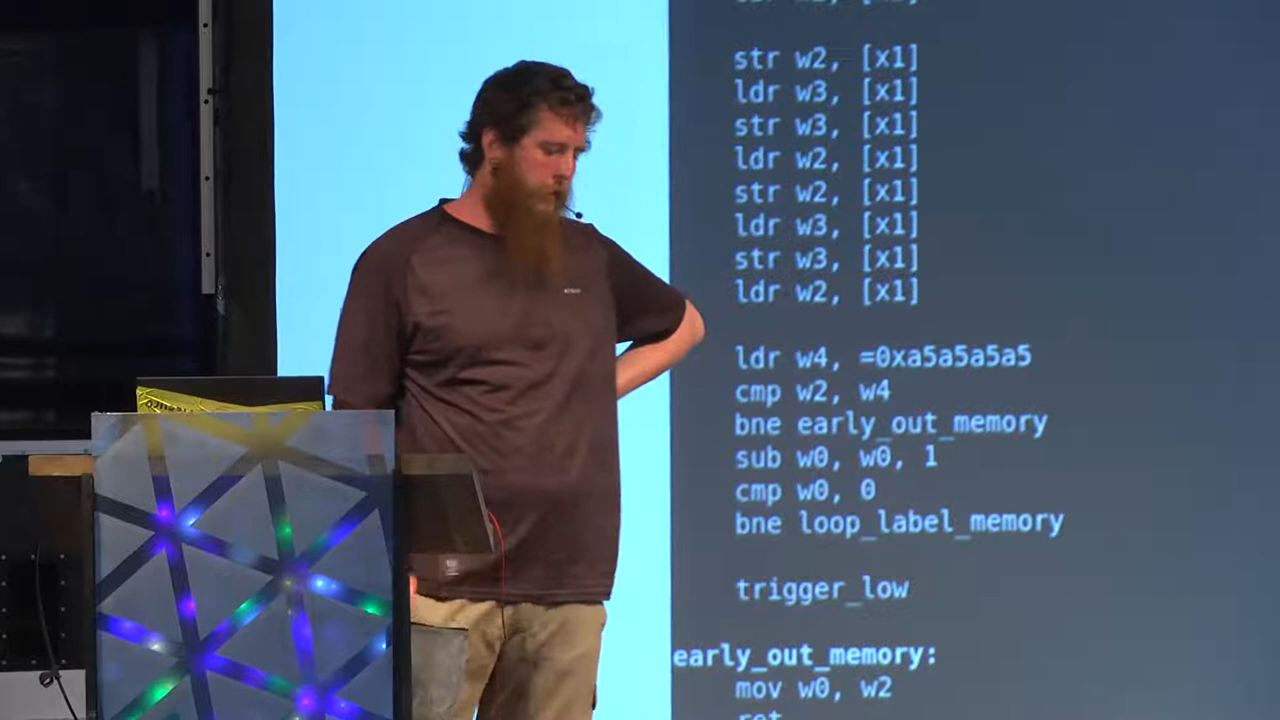 str w2, [x1]
ldr w3, [x1]
str w3, [x1]
ldr w2, [x1]
str w2, [x1]
ldr w3, [x1]
str w3, [x1]
ldr w2, [x1]
ldr w4, =0xa5a5a5a5
cmp w2, w4
bne early_out_memory
sub w0, w0, 1
cmp w0, 0
bne loop_label_memory
trigger_low
early_out_memory:
mov w0, w2
ret